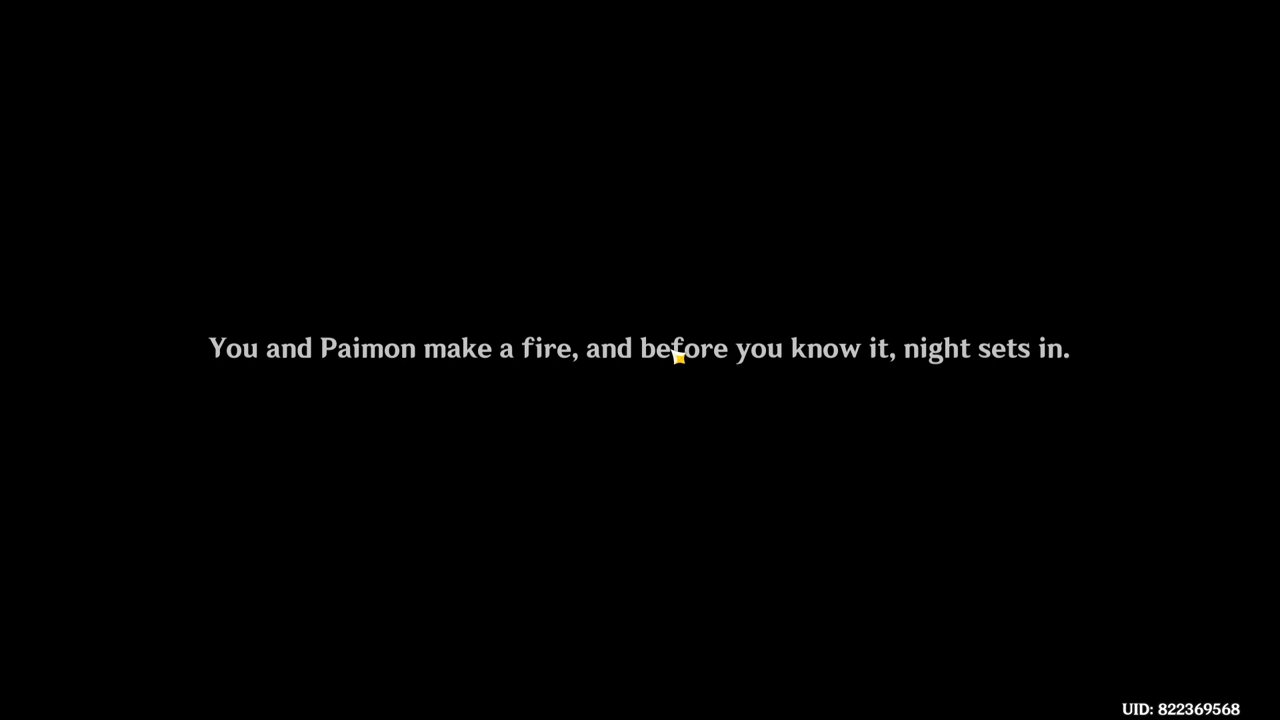 You and Paimon make a fire, and before you know it, night sets in.
UID: 822369568